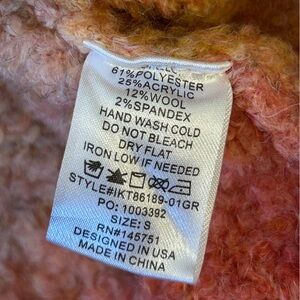 61%POLYESTER
25%ACRYLIC
12%WOOL
2%SPANDEX
HAND WASH COLD
DO NOT BLEACH
DRY FLAT
IRON LOW IF NEEDED
STYLE#IKT86189-01GR
PO: 1003392
SIZE: S
RN#145751
DESIGNED IN USA
MADE IN CHINA